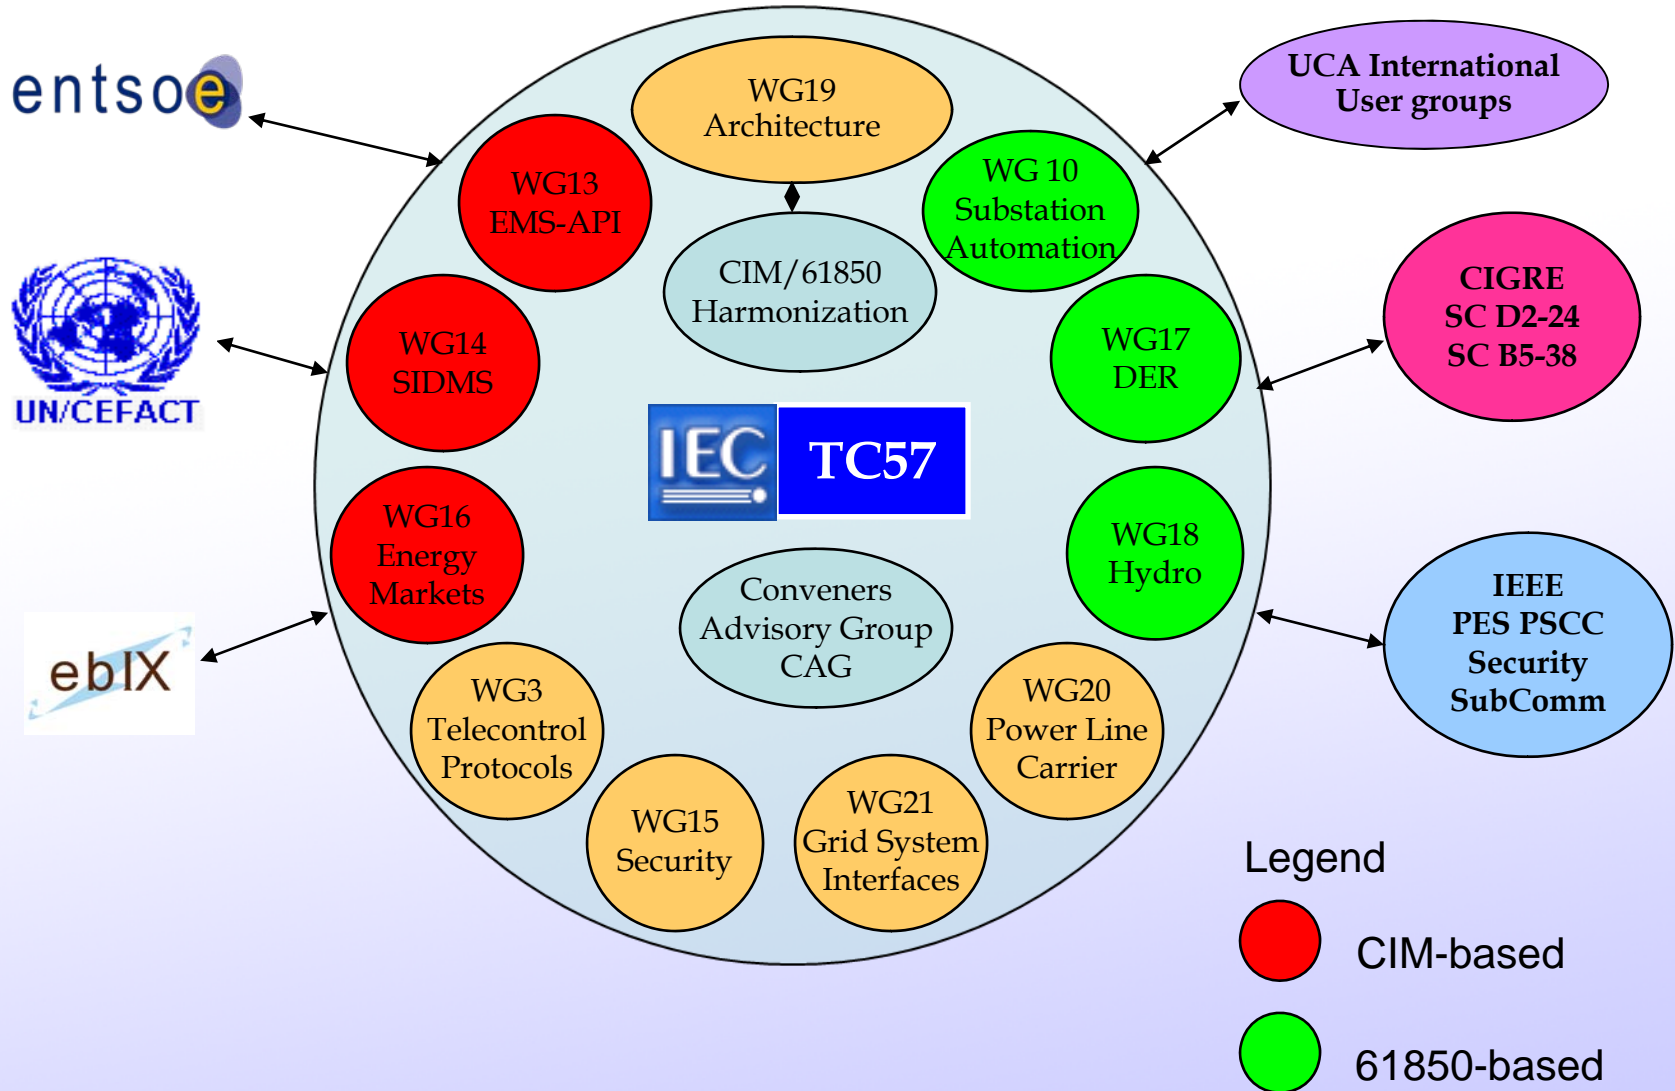 entsoe
UN/CEFACT
ebIX
WG19
Architecture
WG13
EMS-API
WG 10
Substation
Automation
CIM/61850
Harmonization
WG14
SIDMS
WG17
DER
IEC
TC57
WG16
Energy
Markets
WG18
Hydro
Conveners
Advisory Group
CAG
WG3
Telecontrol
Protocols
WG20
Power Line
Carrier
WG15
Security
WG21
Grid System
Interfaces
UCA International
User groups
CIGRE
SC D2-24
SC B5-38
IEEE
PES PSCC
Security
SubComm
Legend
CIM-based
61850-based